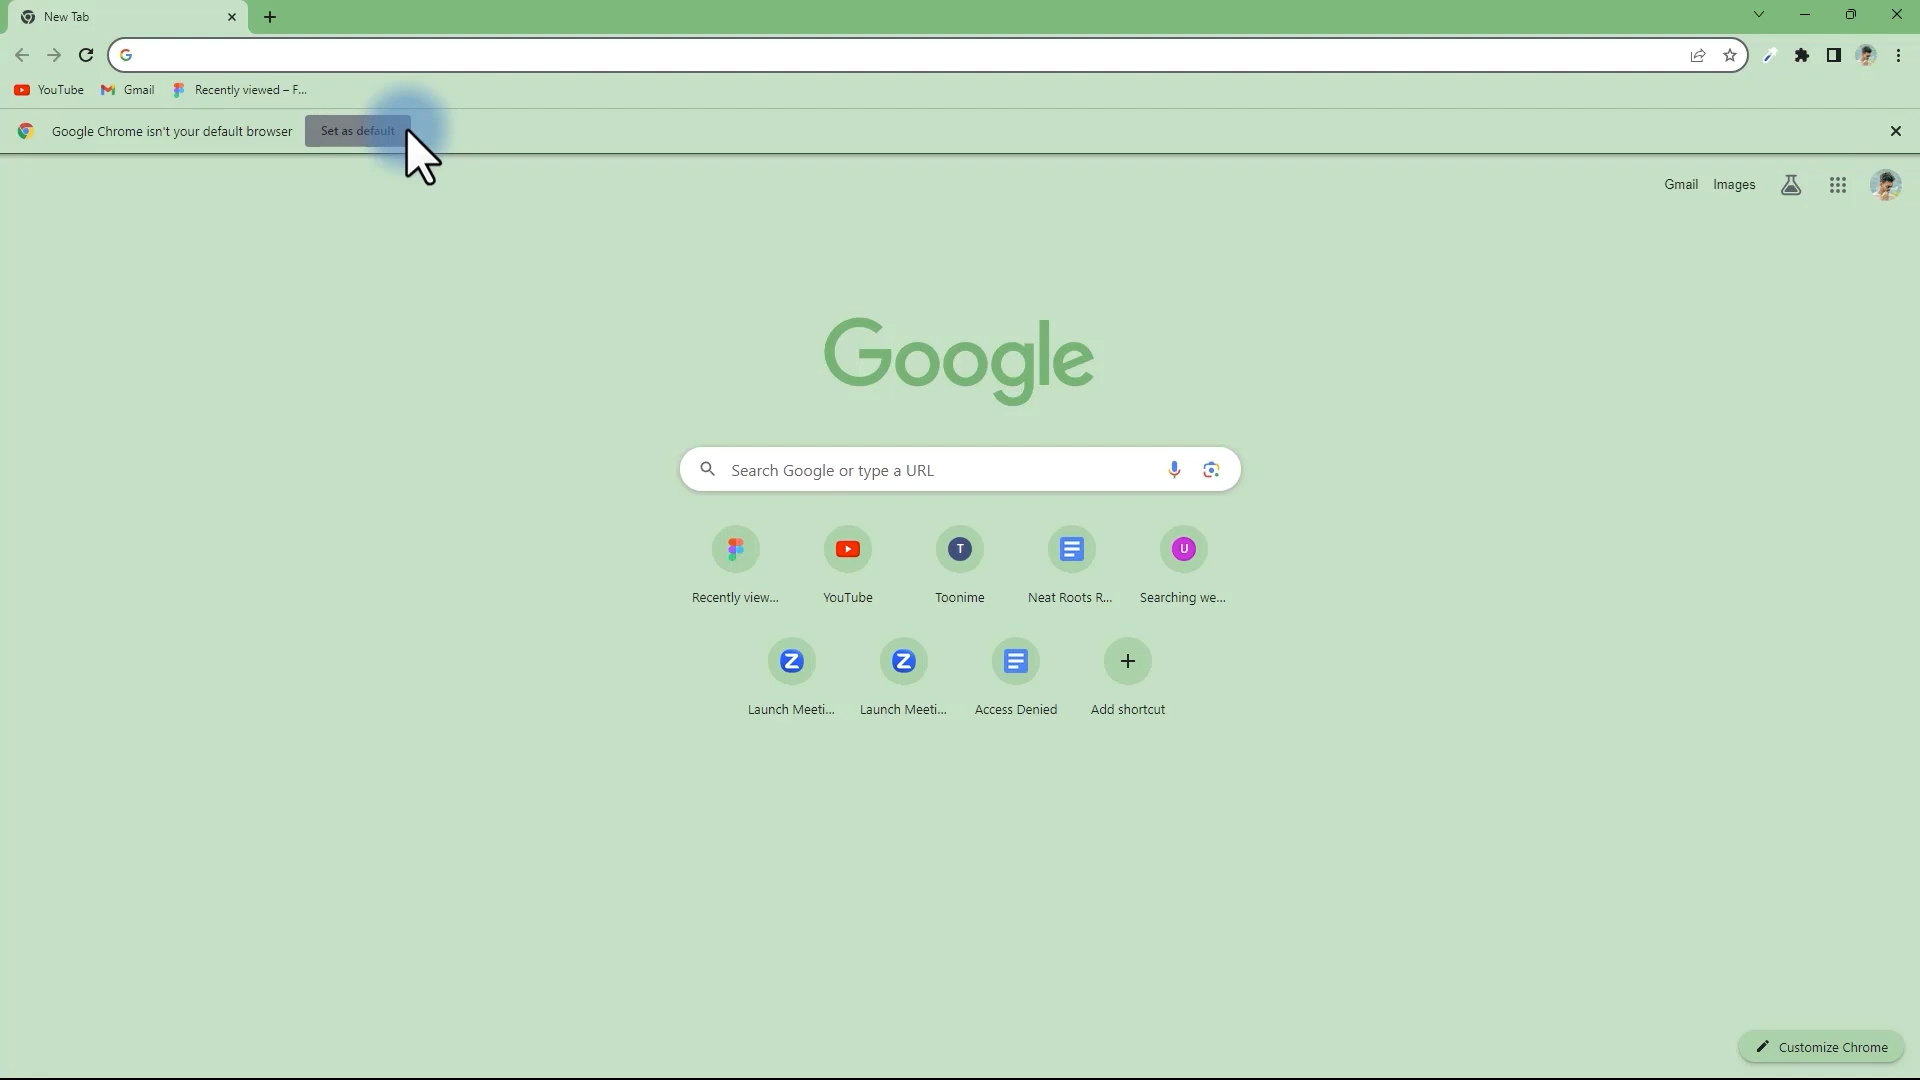 New Tab
YouTube Gmail Recently viewed – F...
Google Chrome isn't your default browser Set as default
Gmail Images
Google
Search Google or type a URL
Recently view... YouTube T Toonime Neat Roots R... U Searching we...
Launch Meeti... Launch Meeti... Access Denied Add shortcut
Customize Chrome